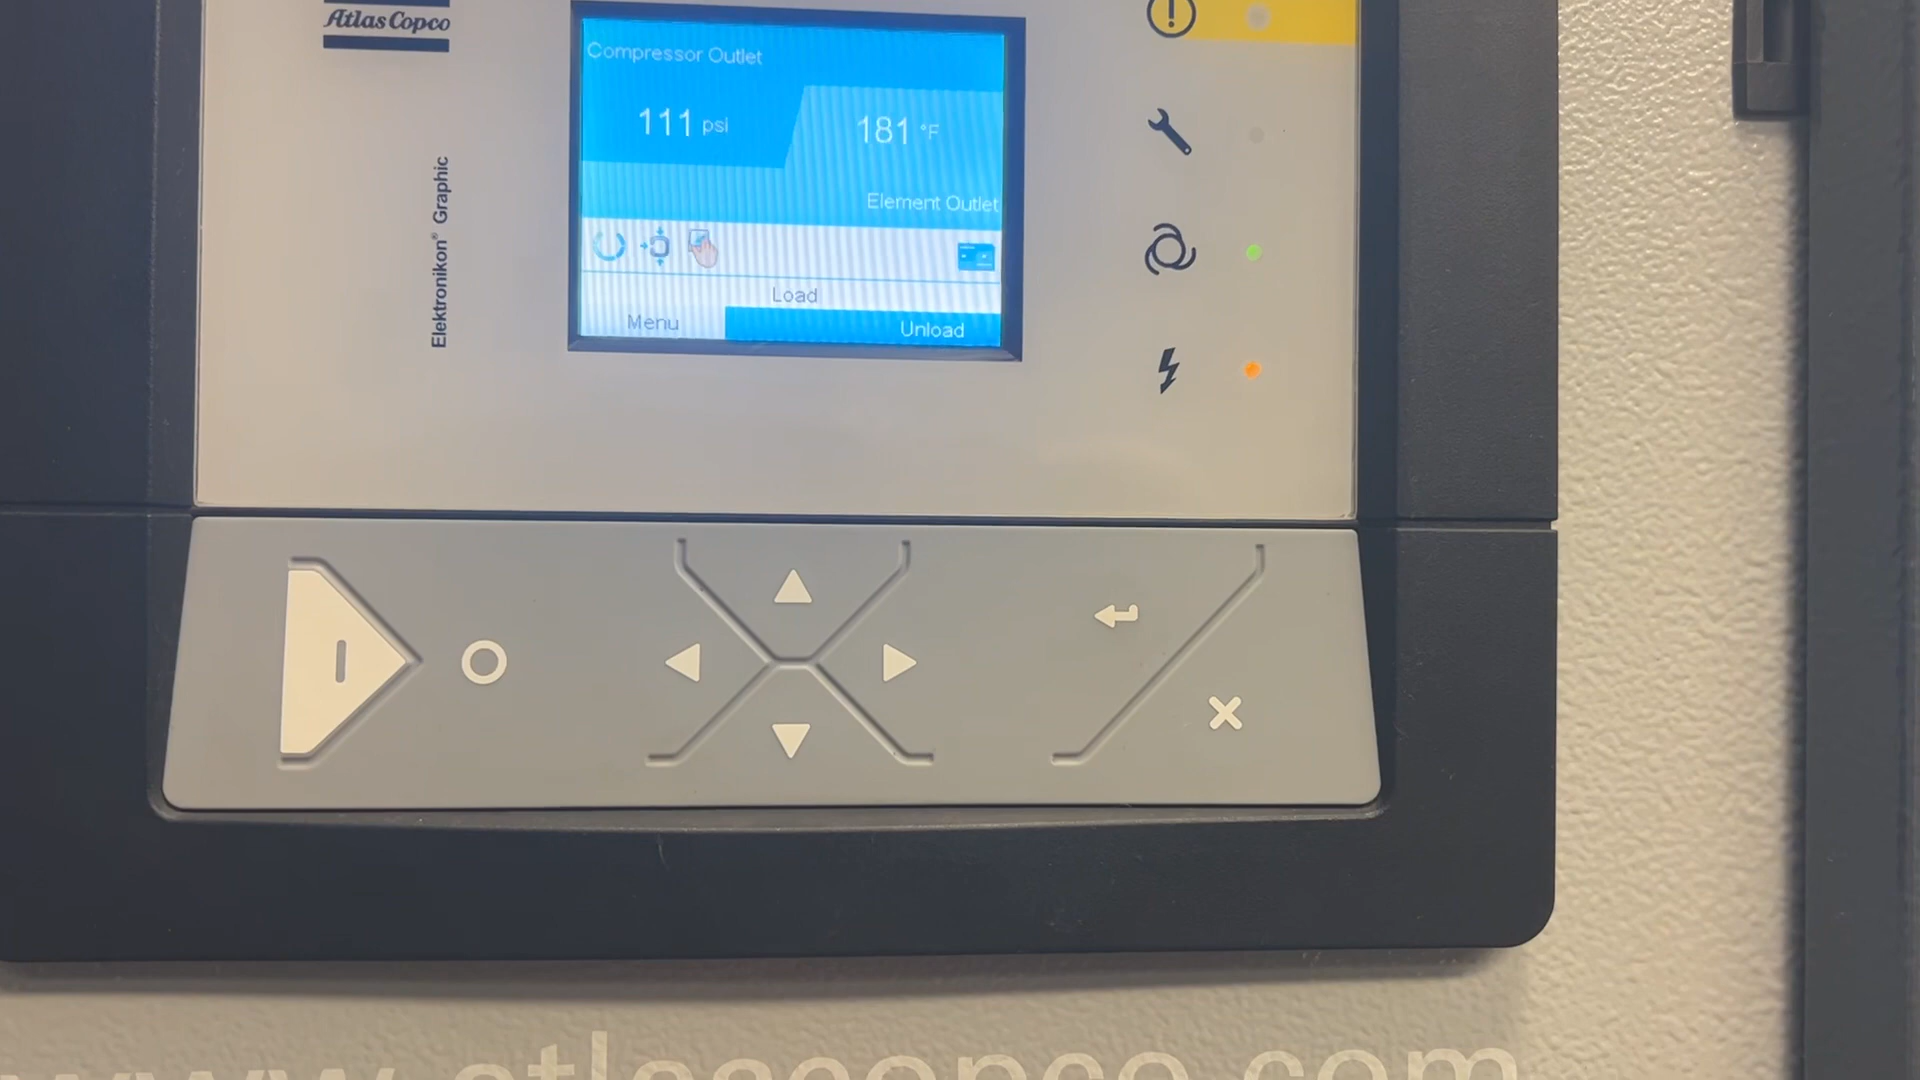 Atlas Copco
Elektronikon® Graphic
Compressor Outlet
111 psi
181 °F
Element Outlet
Load
Menu
Unload
www.atlascopco.com